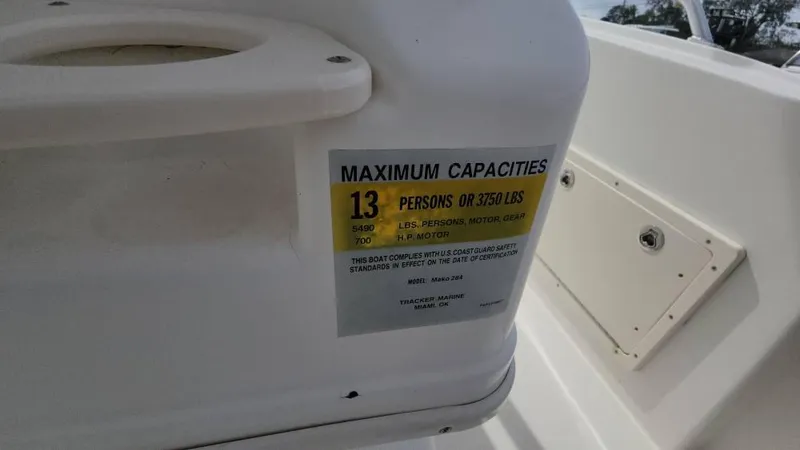 MAXIMUM CAPACITIES
13 PERSONS OR 3750 LBS
5490 LBS. PERSONS, MOTOR, GEAR
700 H.P. MOTOR
THIS BOAT COMPLIES WITH U.S. COAST GUARD SAFETY
STANDARDS IN EFFECT ON THE DATE OF CERTIFICATION
MODEL: Mako 284
TRACKER MARINE
MIAMI, OK